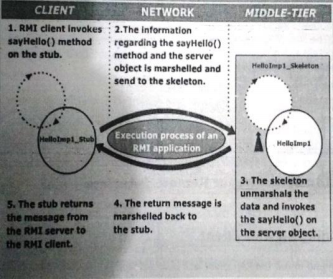 CLIENT
NETWORK
MIDDLE-TIER
1. RMI client invokes
sayHello() method
on the stub.
2.The information
regarding the sayHello()
method and the server
object is marshelled and
send to the skeleton.
HelloImp1_Skeleton
HelloImp1_Stub
Execution process of an
RMI application
HelloImp1
3. The skeleton
unmarshals the
data and invokes
the sayHello() on
the server object.
4. The return message is
marshelled back to
the stub.
5. The stub returns
the message from
the RMI server to
the RMI client.